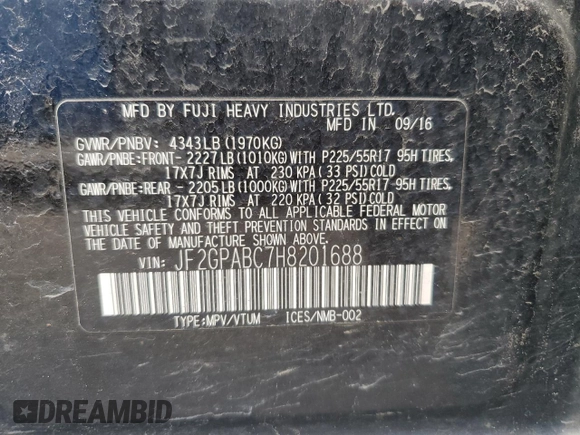 MFD BY FUJI HEAVY INDUSTRIES LTD.
MFD IN 09/16
GVWR/PNBV: 4343LB (1970KG)
GAWR/PNBE:FRONT- 2227LB(1010KG)WITH P225/55R17 95H TIRES,
17X7J RIMS AT 230 KPA(33 PSI)COLD
GAWR/PNBE:REAR - 2205LB(1000KG)WITH P225/55R17 95H TIRES,
17X7J RIMS AT 220 KPA(32 PSI)COLD
THIS VEHICLE CONFORMS TO ALL APPLICABLE FEDERAL MOTOR
VEHICLE SAFETY AND THEFT PREVENTION STANDARDS IN EFFECT
ON THE DATE OF MANUFACTURE SHOWN ABOVE.
VIN: JF2GPABC7H8201688
TYPE:MPV/VTUM ICES/NMB-002
DREAMBID